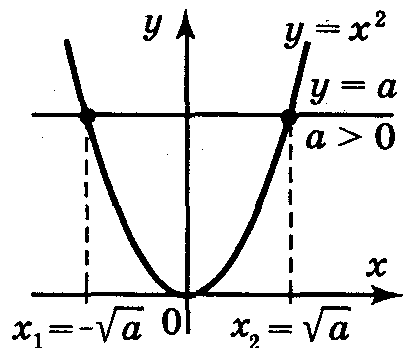 y
y = x²
y = a
a > 0
x
x₁ = -√a
0
x₂ = √a